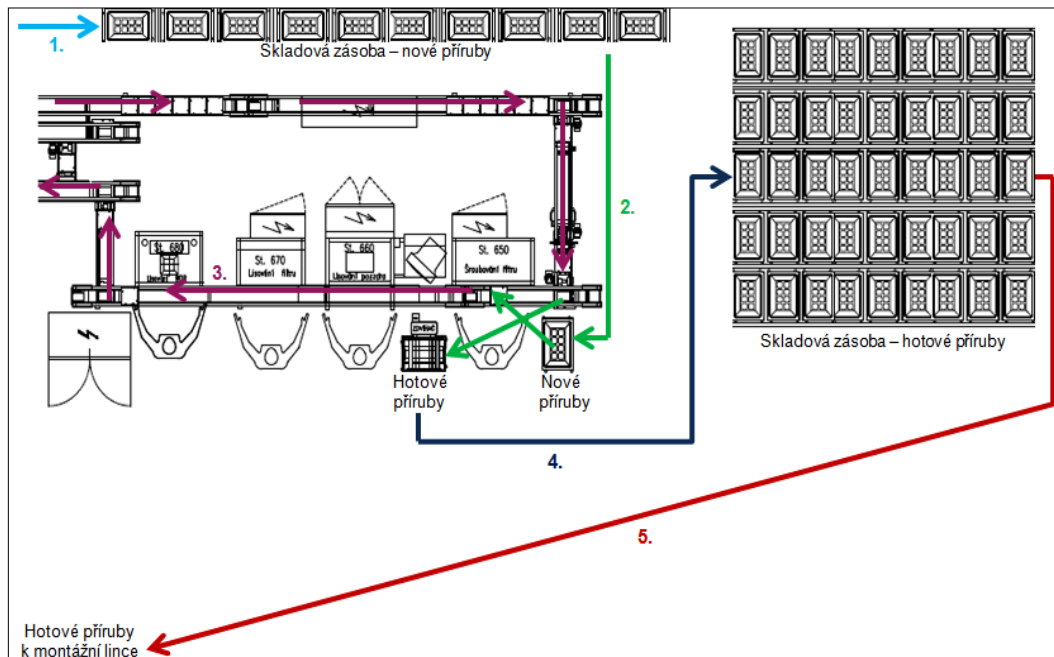 1.
Skladová zásoba – nové příruby
2.
St. 680
St. 670
Lisování filtru
St. 660
Lisování pouzdra
St. 650
Šroubování filtru
3.
Hotové
příruby
Nové
příruby
Skladová zásoba – hotové příruby
4.
5.
Hotové příruby
k montážní lince